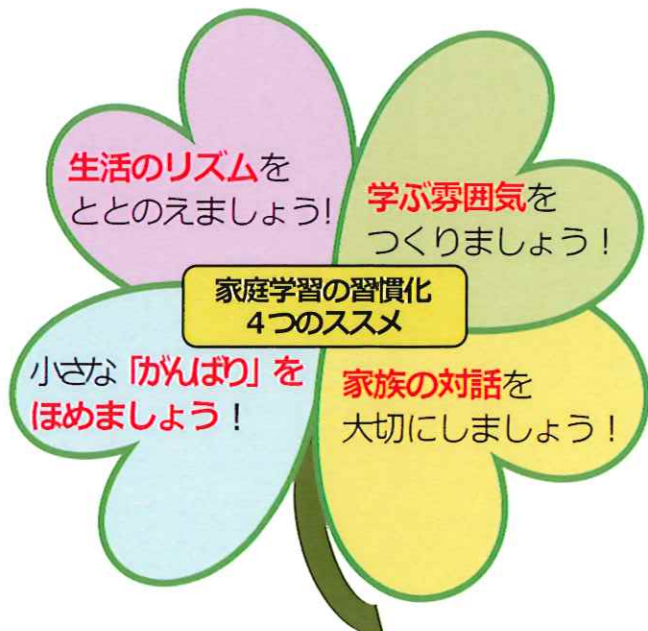 生活のリズムを
ととのえましょう!
学ぶ雰囲気を
つくりましょう！
家庭学習の習慣化
４つのススメ
小さな「がんばり」を
ほめましょう！
家族の対話を
大切にしましょう！